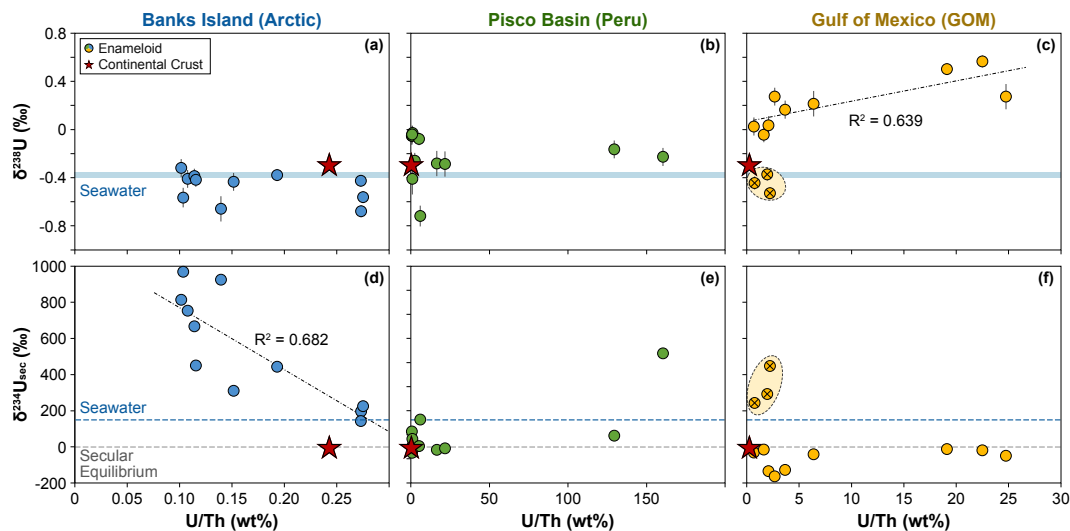 Banks Island (Arctic)
Pisco Basin (Peru)
Gulf of Mexico (GOM)
0.8
0.4
0
-0.4
-0.8
δ²³⁸U (‰)
Enameloid
Continental Crust
(a)
Seawater
(b)
(c)
R² = 0.639
1000
800
600
400
200
0
-200
δ²³⁴Usec (‰)
(d)
R² = 0.682
Seawater
Secular
Equilibrium
(e)
(f)
0
0.10
0.15
0.20
0.25
U/Th (wt%)
0
50
100
150
U/Th (wt%)
0
5
10
15
20
25
30
U/Th (wt%)